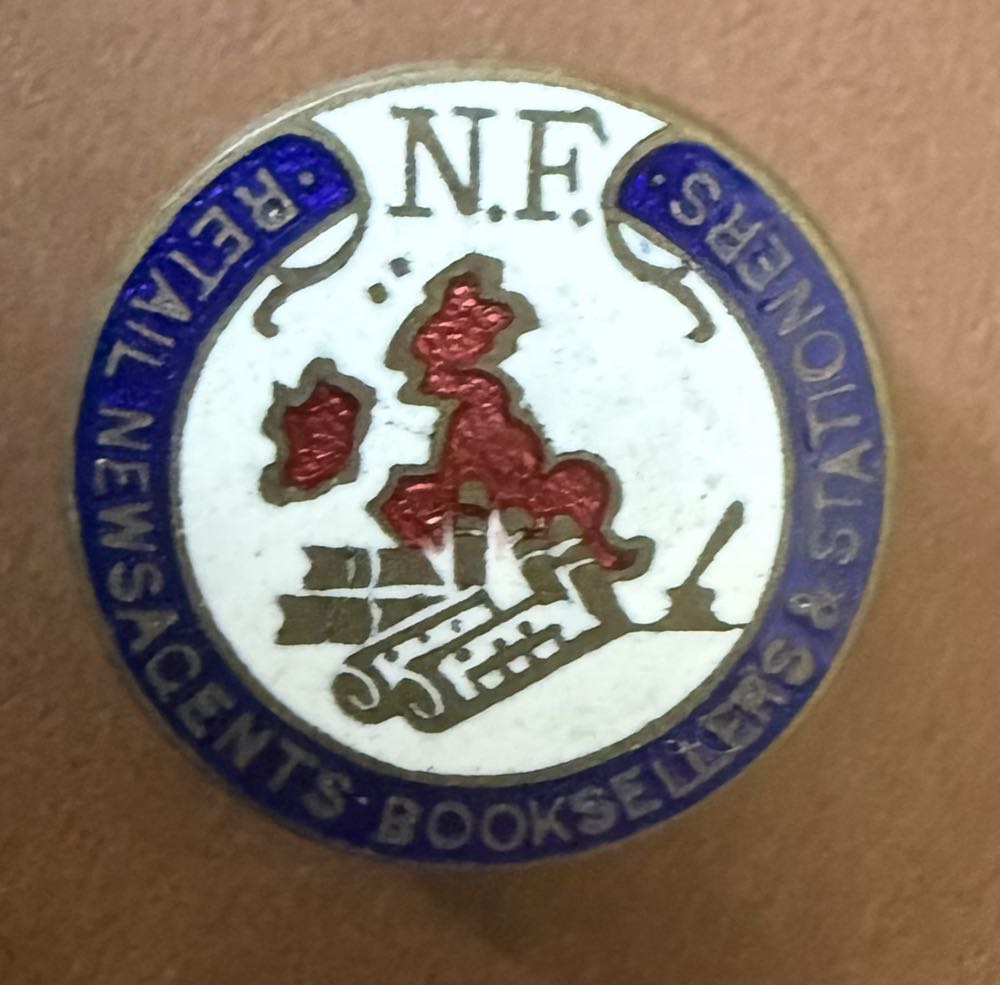 N.F.
· RETAIL NEWSAGENTS · BOOKSELLERS & STATIONERS ·